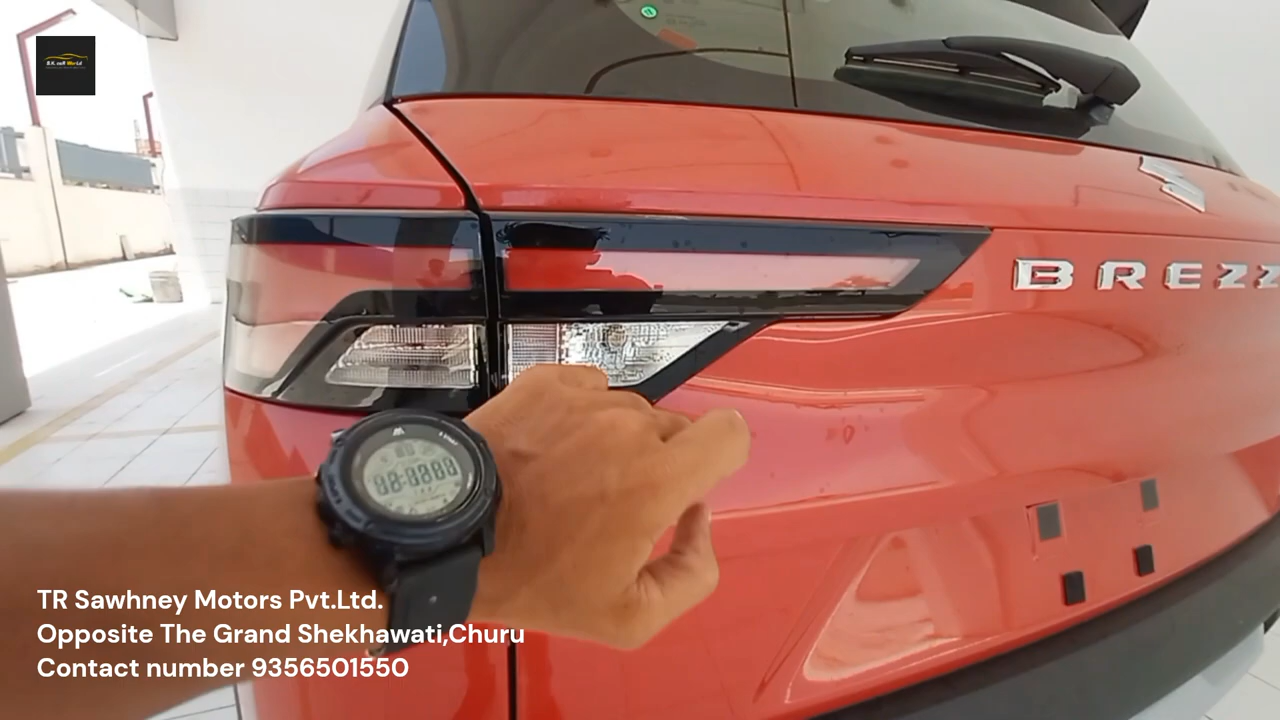 BREZZ
TR Sawhney Motors Pvt.Ltd.
Opposite The Grand Shekhawati,Churu
Contact number 9356501550